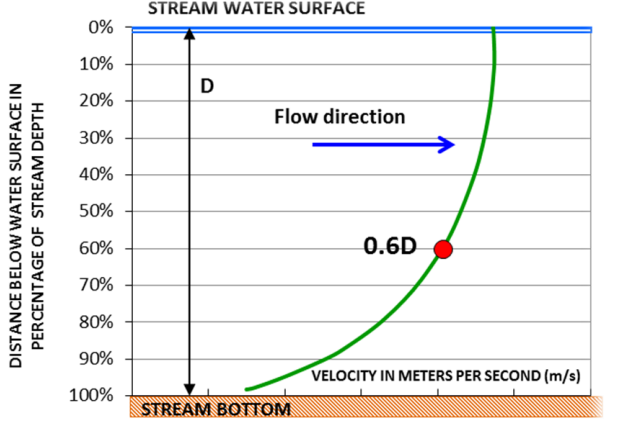 STREAM WATER SURFACE
0%
10%
20%
30%
40%
50%
60%
70%
80%
90%
100%
DISTANCE BELOW WATER SURFACE IN
PERCENTAGE OF STREAM DEPTH
D
Flow direction
0.6D
VELOCITY IN METERS PER SECOND (m/s)
STREAM BOTTOM